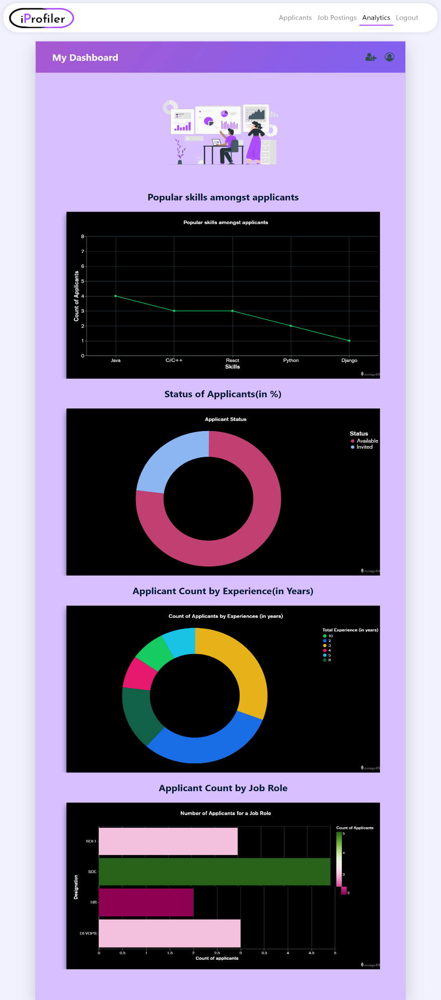 iProfiler
Applicants Job Postings Analytics Logout
My Dashboard
Popular skills amongst applicants
Popular skills amongst applicants
8
7
6
5
4
3
2
1
0
Count of Applicants
Java C/C++ React Python Django
Skills
mongoDB
Status of Applicants(in %)
Applicant Status
Status
Available
Invited
mongoDB
Applicant Count by Experience(in Years)
Count of Applicants by Experiences (in years)
Total Experience (in years)
10
2
3
4
5
8
mongoDB
Applicant Count by Job Role
Number of Applicants for a Job Role
Count of Applicants
5
4
3
2
Designation
SDET
SDE
HR
DEVOPS
0 0.5 1 1.5 2 2.5 3 3.5 4 4.5 5
Count of applicants
mongoDB